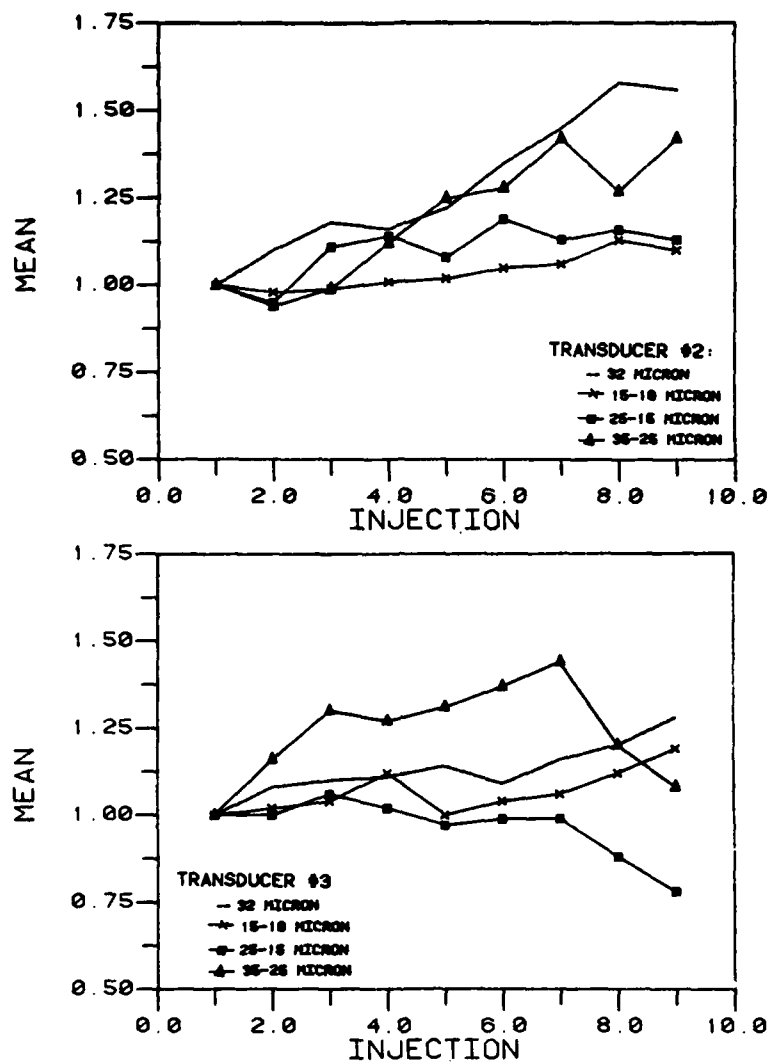 1.75
1.50
1.25
1.00
0.75
0.50
MEAN
TRANSDUCER #2:
— 32 MICRON
15-10 MICRON
25-15 MICRON
35-25 MICRON
0.0 2.0 4.0 6.0 8.0 10.0
INJECTION
1.75
1.50
1.25
1.00
0.75
0.50
MEAN
TRANSDUCER #3
— 32 MICRON
15-10 MICRON
25-15 MICRON
35-25 MICRON
0.0 2.0 4.0 6.0 8.0 10.0
INJECTION